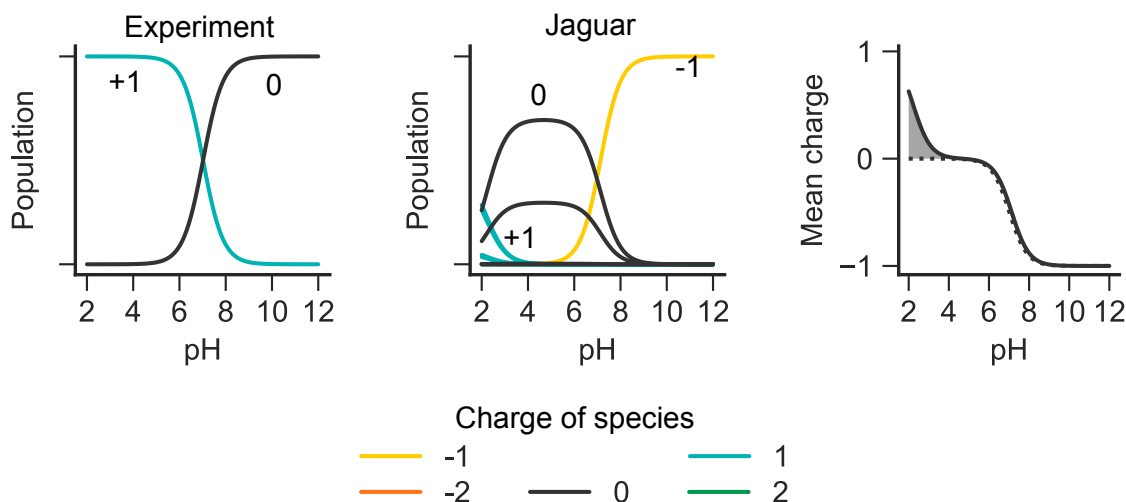 Experiment
Population
+1
0
2 4 6 8 10 12
pH
Jaguar
Population
0
-1
+1
2 4 6 8 10 12
pH
Mean charge
1
0
−1
2 4 6 8 10 12
pH
Charge of species
-1 1
-2 0 2